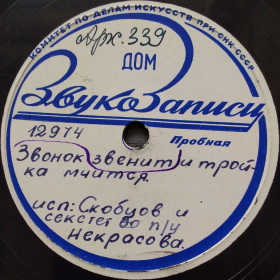 КОМИТЕТ ПО ДЕЛАМ ИСКУССТВ ПРИ СНК СССР
Арх. 339
ДОМ
ЗвукоЗаписи
12974 Пробная
Звонок звенит и трой-
ка мчится.
исп: Скобцов и
секстет во п/у
Некрасова.